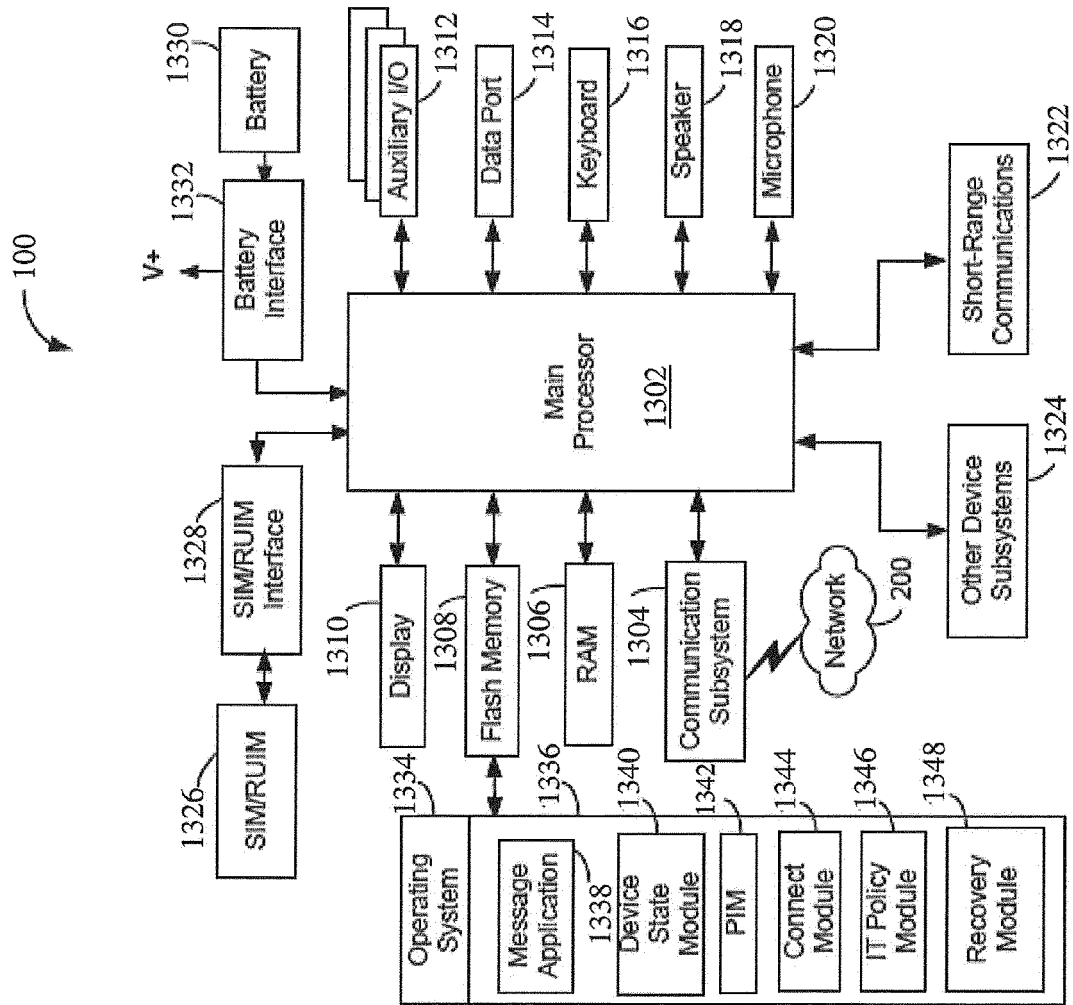 100
1326
SIM/RUIM
1328
SIM/RUIM
Interface
1332
Battery
Interface
V+
1330
Battery
1334
Operating
System
1336
Message
Application
1338
1340
Device
State
Module
1342
PIM
1344
Connect
Module
1346
IT Policy
Module
1348
Recovery
Module
1310
Display
1308
Flash Memory
1306
RAM
1304
Communication
Subsystem
Network
200
Main
Processor
1302
Auxiliary I/O
1312
Data Port
1314
Keyboard
1316
Speaker
1318
Microphone
1320
Other Device
Subsystems
1324
Short-Range
Communications
1322